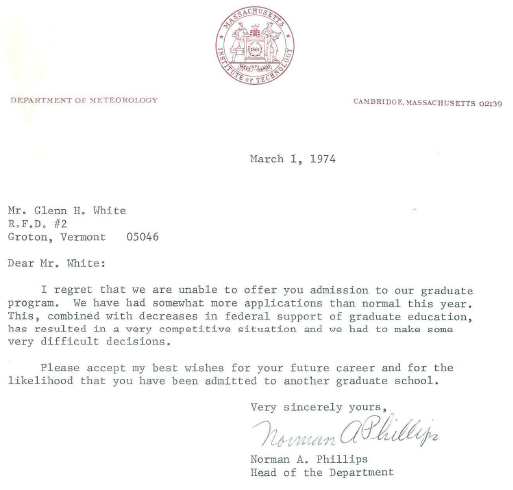 MASSACHUSETTS
INSTITUTE OF TECHNOLOGY
DEPARTMENT OF METEOROLOGY
CAMBRIDGE, MASSACHUSETTS 02139
March 1, 1974
Mr. Glenn H. White
R.F.D. #2
Groton, Vermont 05046
Dear Mr. White:
I regret that we are unable to offer you admission to our graduate
program. We have had somewhat more applications than normal this year.
This, combined with decreases in federal support of graduate education,
has resulted in a very competitive situation and we had to make some
very difficult decisions.
Please accept my best wishes for your future career and for the
likelihood that you have been admitted to another graduate school.
Very sincerely yours,
Norman A Phillips
Norman A. Phillips
Head of the Department